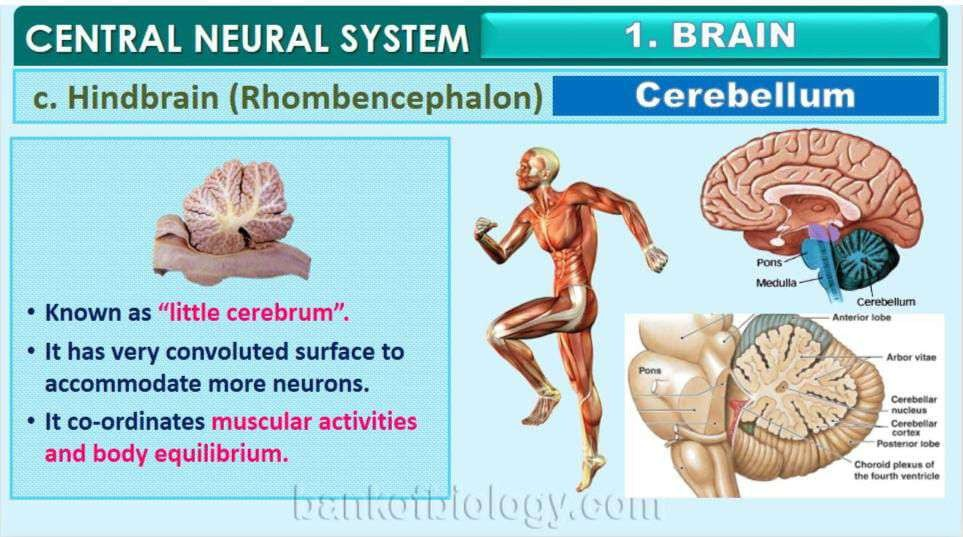 CENTRAL NEURAL SYSTEM
1. BRAIN
c. Hindbrain (Rhombencephalon)
Cerebellum
• Known as “little cerebrum”.
• It has very convoluted surface to
accommodate more neurons.
• It co-ordinates muscular activities
and body equilibrium.
Pons
Medulla
Cerebellum
Anterior lobe
Pons
Arbor vitae
Cerebellar
nucleus
Cerebellar
cortex
Posterior lobe
Choroid plexus of
the fourth ventricle
bankofbiology.com